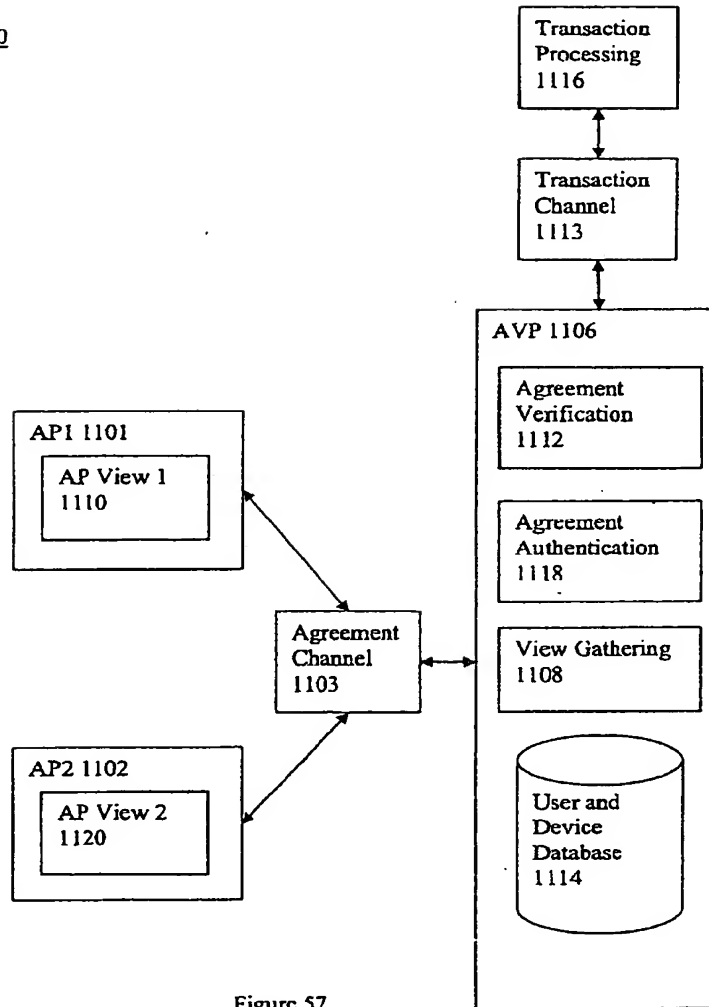 0
Transaction
Processing
1116
Transaction
Channel
1113
AVP 1106
Agreement
Verification
1112
AP1 1101
AP View 1
1110
Agreement
Authentication
1118
Agreement
Channel
1103
View Gathering
1108
AP2 1102
AP View 2
1120
User and
Device
Database
1114
Figure 57